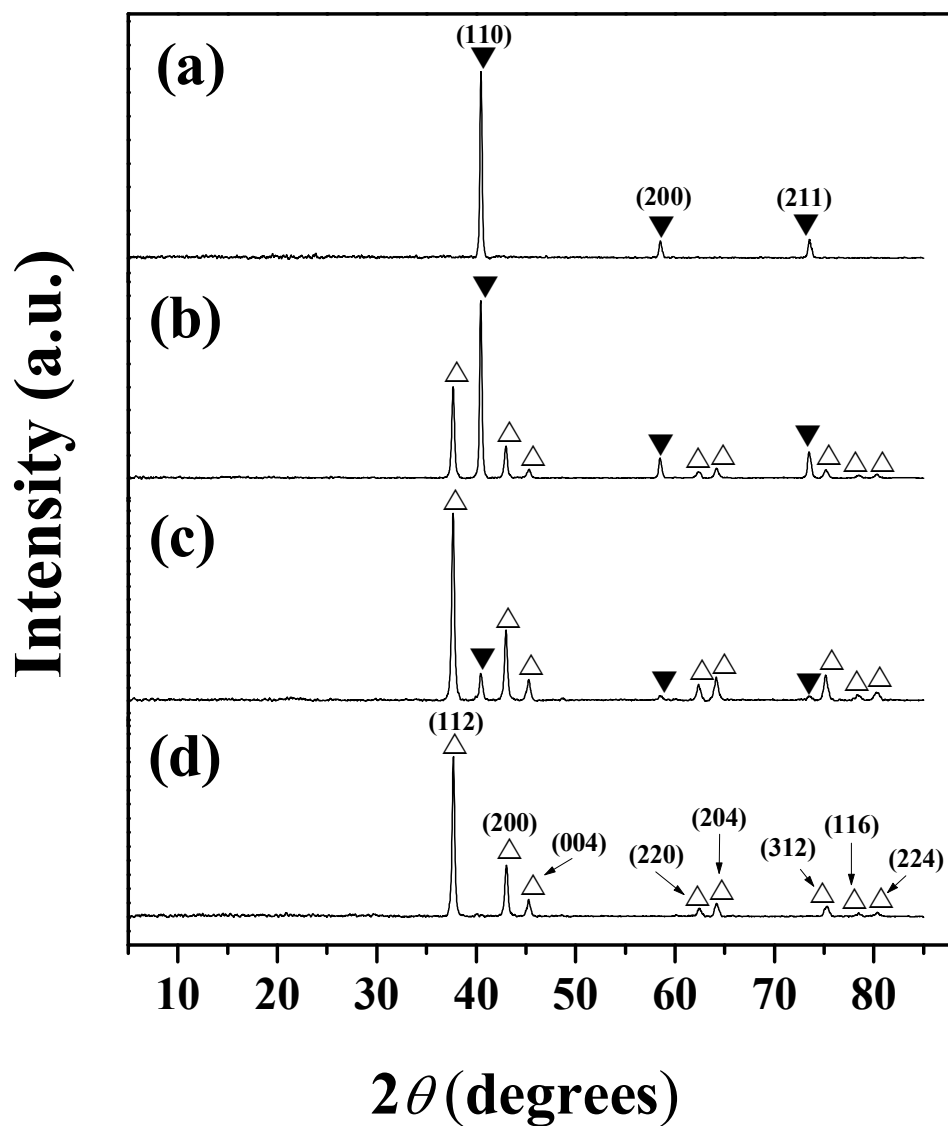 (110)
(a)
(200)
(211)
(b)
(c)
(112)
(d)
(200)
(004)
(220)
(204)
(312)
(116)
(224)
10 20 30 40 50 60 70 80
2θ (degrees)
Intensity (a.u.)